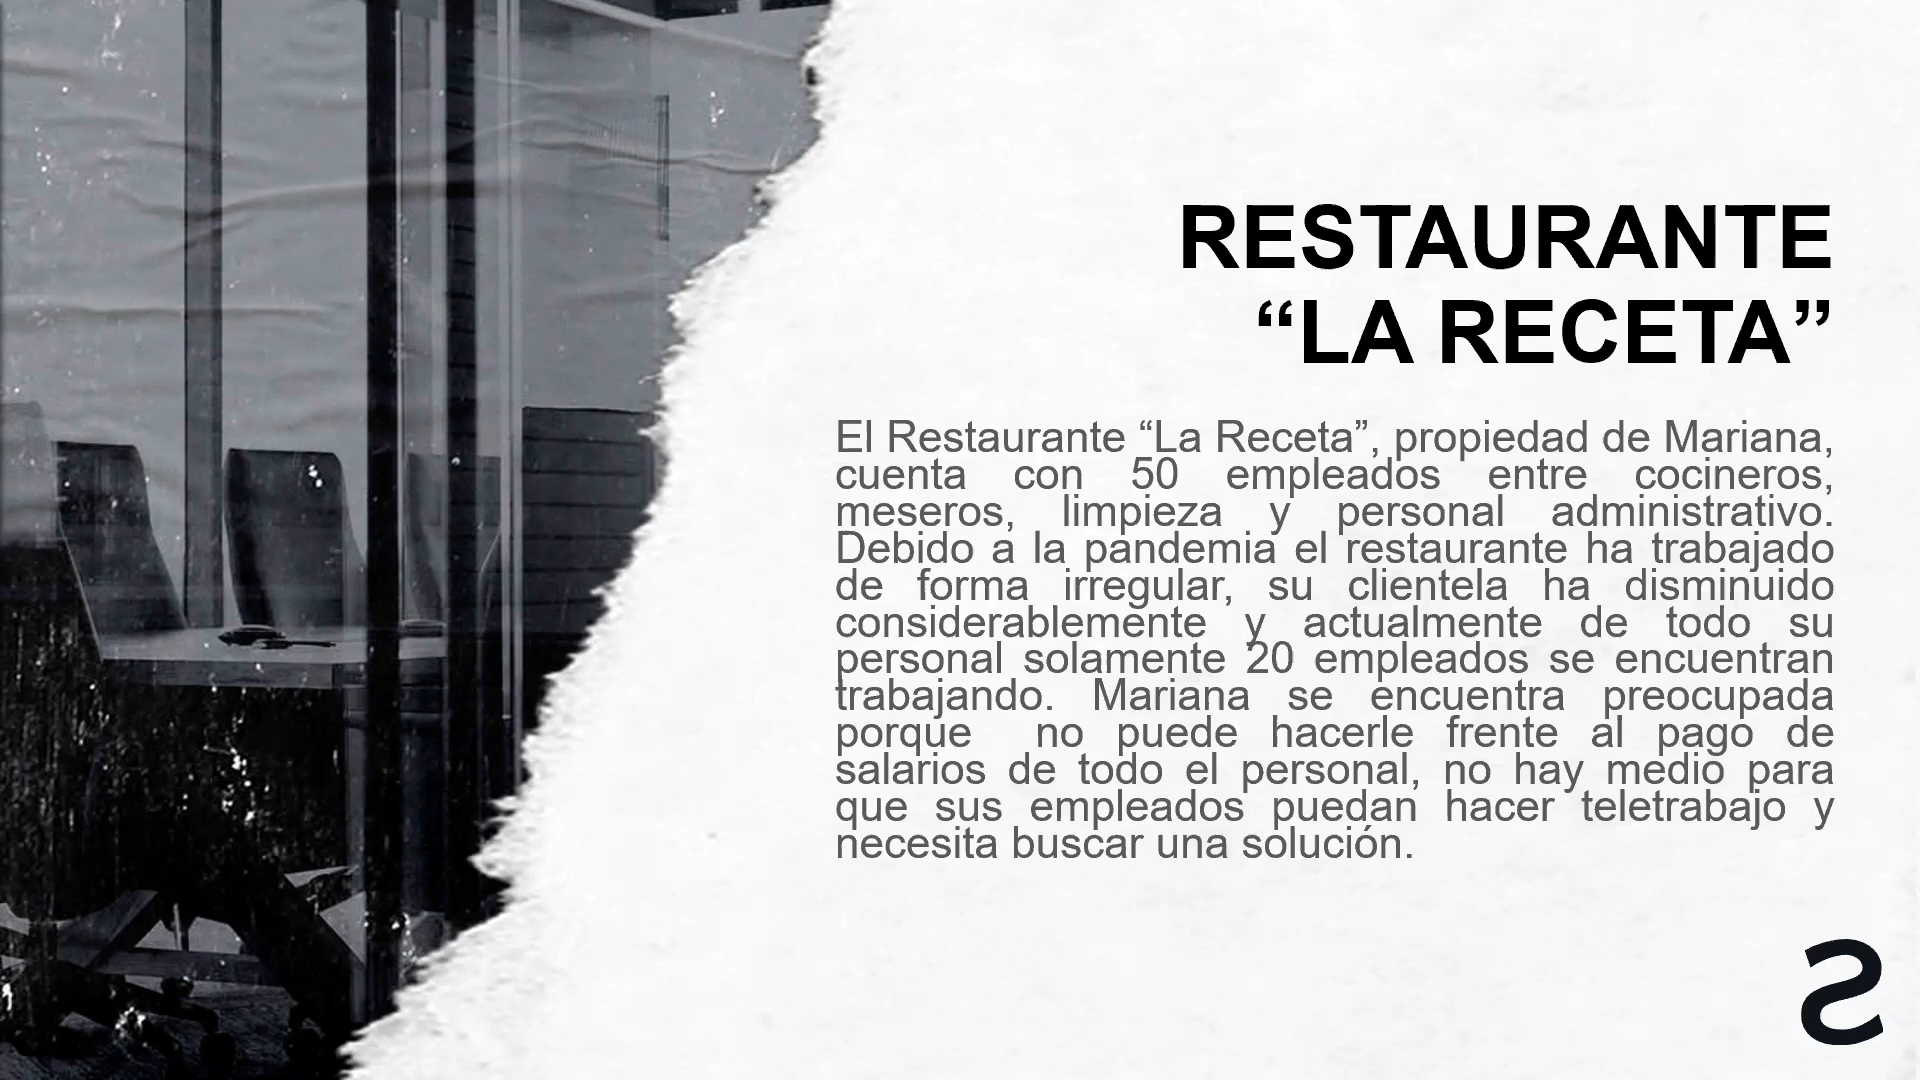 RESTAURANTE
“LA RECETA”
El Restaurante “La Receta”, propiedad de Mariana,
cuenta con 50 empleados entre cocineros,
meseros, limpieza y personal administrativo.
Debido a la pandemia el restaurante ha trabajado
de forma irregular, su clientela ha disminuido
considerablemente y actualmente de todo su
personal solamente 20 empleados se encuentran
trabajando. Mariana se encuentra preocupada
porque no puede hacerle frente al pago de
salarios de todo el personal, no hay medio para
que sus empleados puedan hacer teletrabajo y
necesita buscar una solución.